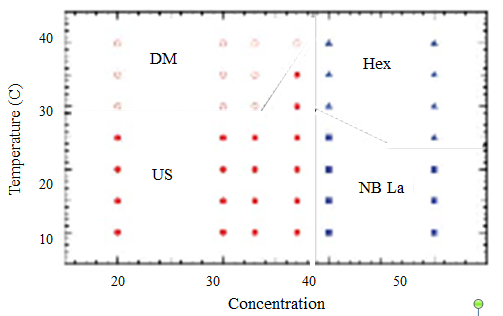 40
DM
Hex
30
Temperature (C)
US
20
NB La
10
20
30
40
50
Concentration